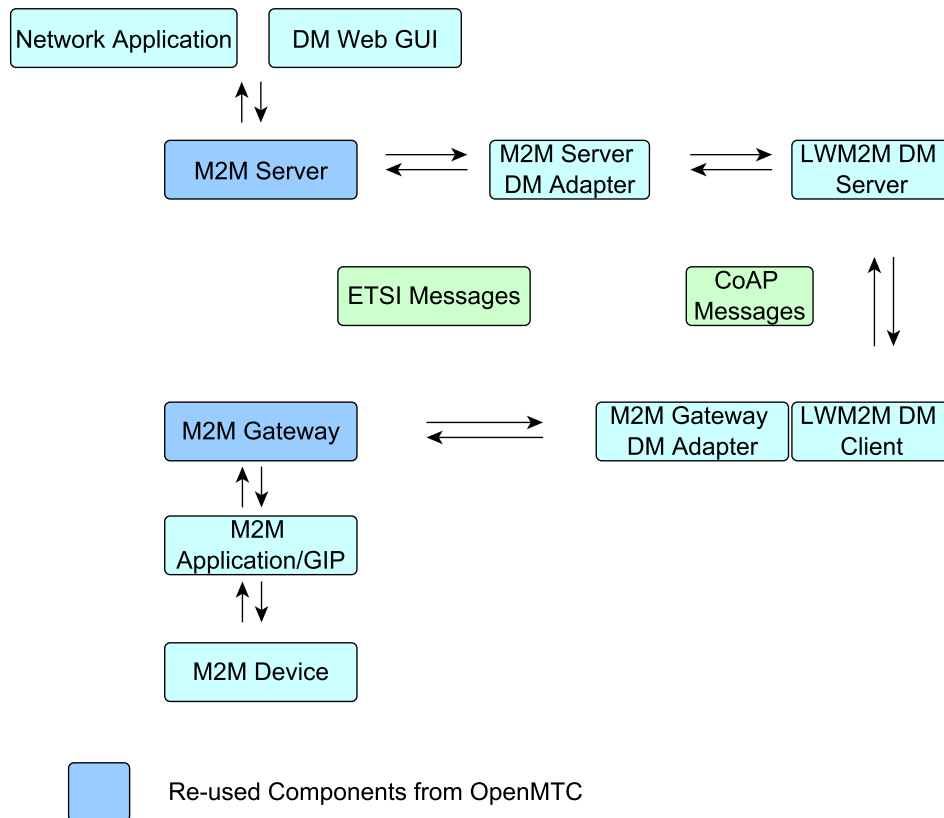 Network Application
DM Web GUI
M2M Server
M2M Server
DM Adapter
LWM2M DM
Server
ETSI Messages
CoAP
Messages
M2M Gateway
M2M Gateway
DM Adapter
LWM2M DM
Client
M2M
Application/GIP
M2M Device
Re-used Components from OpenMTC